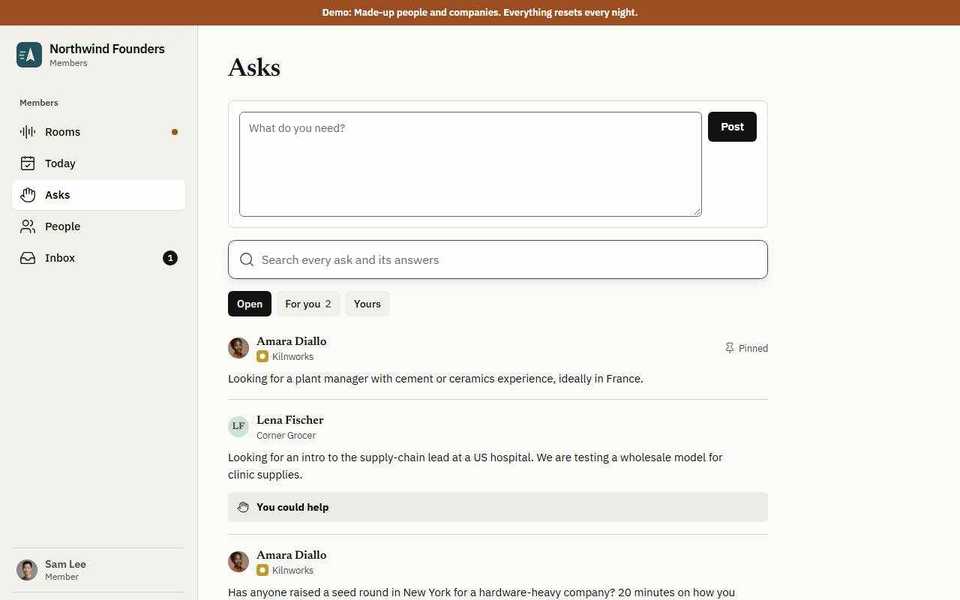 Demo: Made-up people and companies. Everything resets every night.
Northwind Founders
Members
Members
Rooms
Today
Asks
People
Inbox
1
Sam Lee
Member
Asks
What do you need?
Post
Search every ask and its answers
Open
For you 2
Yours
Amara Diallo
Kilnworks
Pinned
Looking for a plant manager with cement or ceramics experience, ideally in France.
LF
Lena Fischer
Corner Grocer
Looking for an intro to the supply-chain lead at a US hospital. We are testing a wholesale model for
clinic supplies.
You could help
Amara Diallo
Kilnworks
Has anyone raised a seed round in New York for a hardware-heavy company? 20 minutes on how you